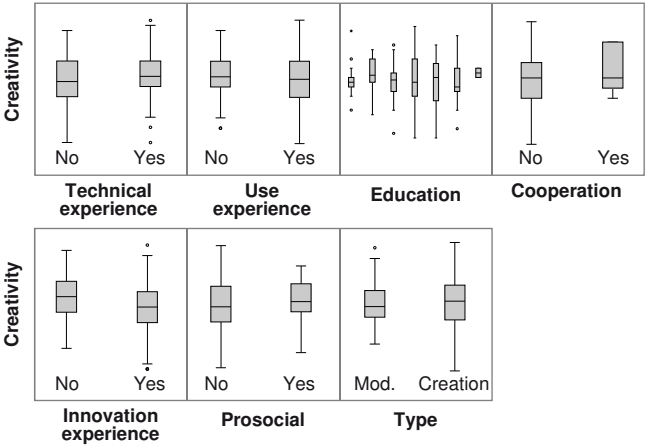 Creativity
No Yes
No Yes
No Yes
Technical experience
Use experience
Education
Cooperation
Creativity
No Yes
No Yes
Mod. Creation
Innovation experience
Prosocial
Type